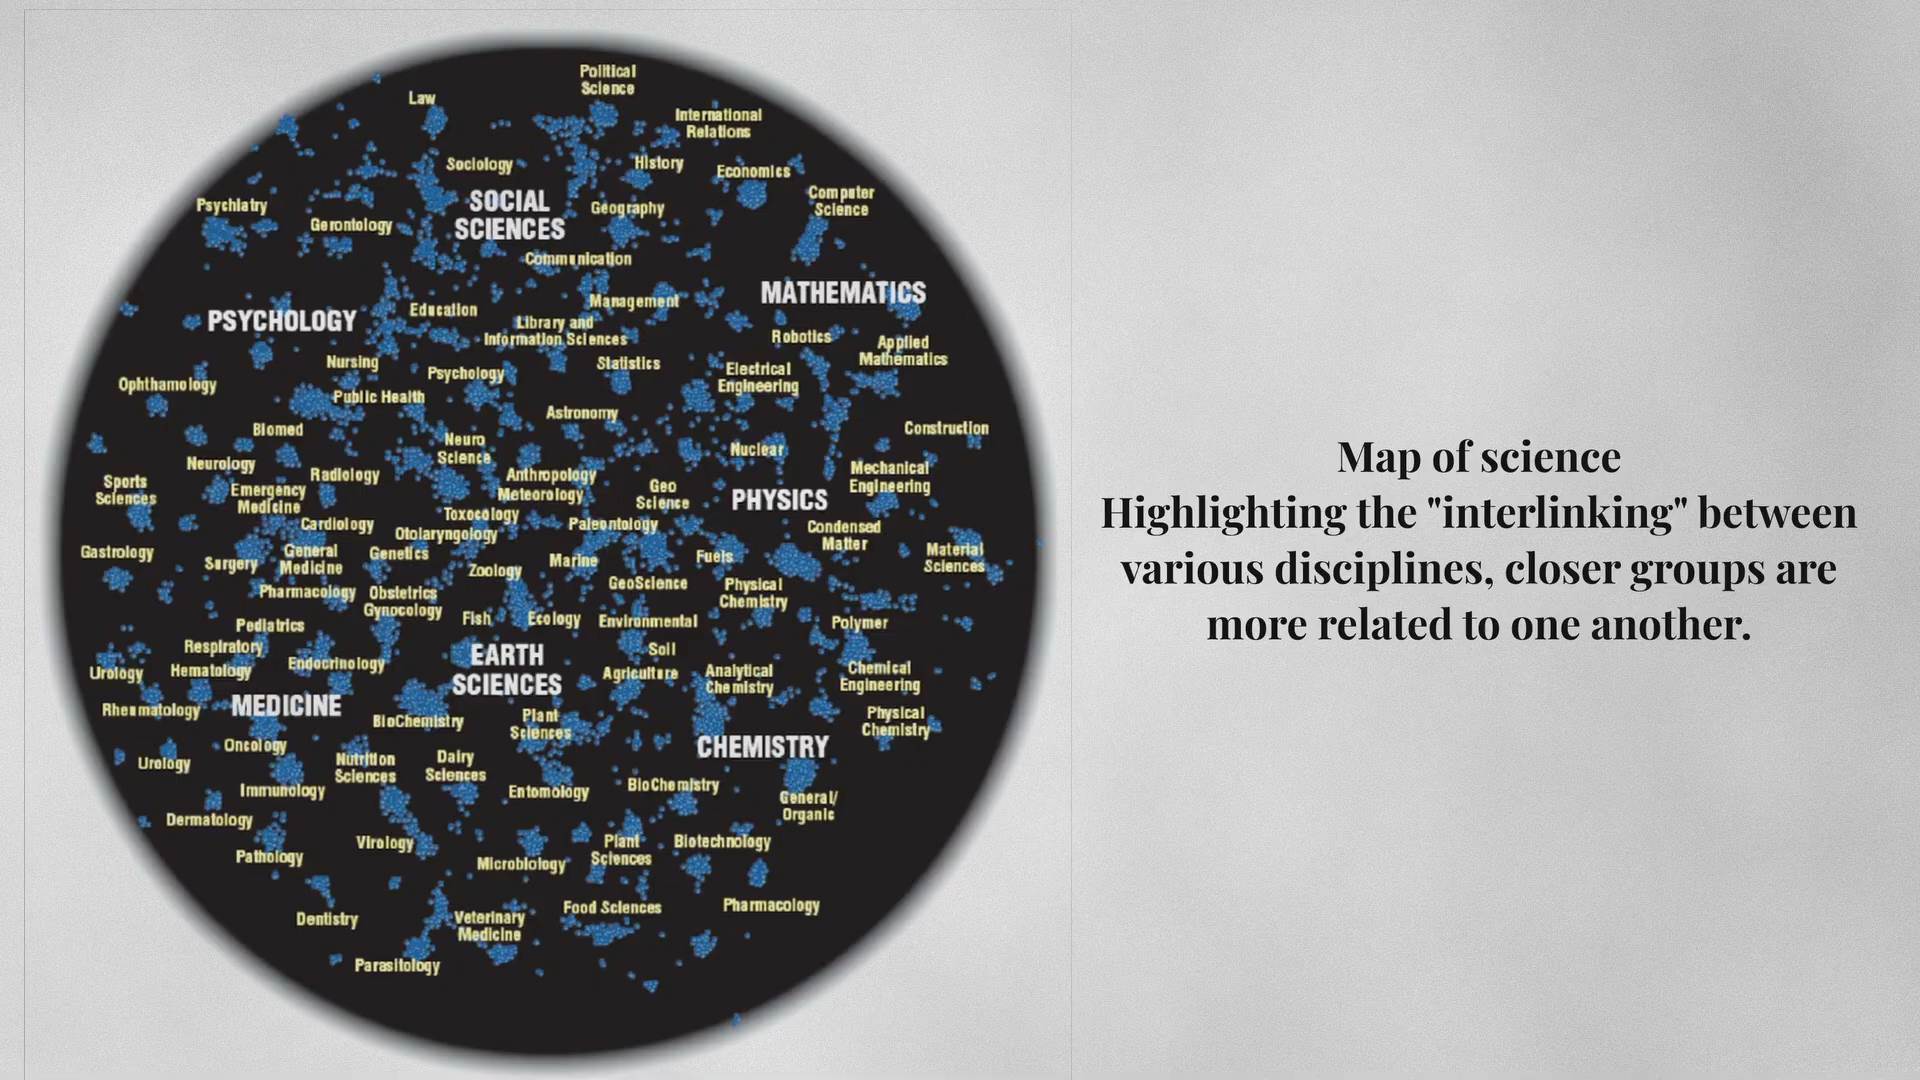 Political
Science
Law
International
Relations
Sociology
History
Economics
SOCIAL
SCIENCES
Computer
Science
Psychiatry
Gerontology
Geography
Communication
MATHEMATICS
Management
Education
PSYCHOLOGY
Library and
Information Sciences
Robotics
Applied
Mathematics
Nursing
Statistics
Psychology
Electrical
Engineering
Ophthamology
Public Health
Astronomy
Biomed
Construction
Neuro
Science
Nuclear
Neurology
Radiology
Anthropology
Mechanical
Engineering
Sports
Sciences
Emergency
Medicine
Meteorology
Geo
Science
PHYSICS
Toxocology
Cardiology
Paleontology
Condensed
Matter
Otolaryngology
Gastrology
General
Medicine
Genetics
Surgery
Marine
Fuels
Material
Sciences
Zoology
GeoScience
Pharmacology
Obstetrics
Gynocology
Physical
Chemistry
Fish
Ecology
Environmental
Polymer
Pediatrics
Respiratory
Soil
EARTH
SCIENCES
Endocrinology
Hematology
Urology
Agriculture
Analytical
Chemistry
Chemical
Engineering
MEDICINE
Rheumatology
BioChemistry
Plant
Sciences
Physical
Chemistry
Oncology
CHEMISTRY
Urology
Nutrition
Sciences
Dairy
Sciences
Immunology
Entomology
BioChemistry
General/
Organic
Dermatology
Virology
Plant
Sciences
Biotechnology
Pathology
Microbiology
Dentistry
Veterinary
Medicine
Food Sciences
Pharmacology
Parasitology
Map of science
Highlighting the "interlinking" between
various disciplines, closer groups are
more related to one another.